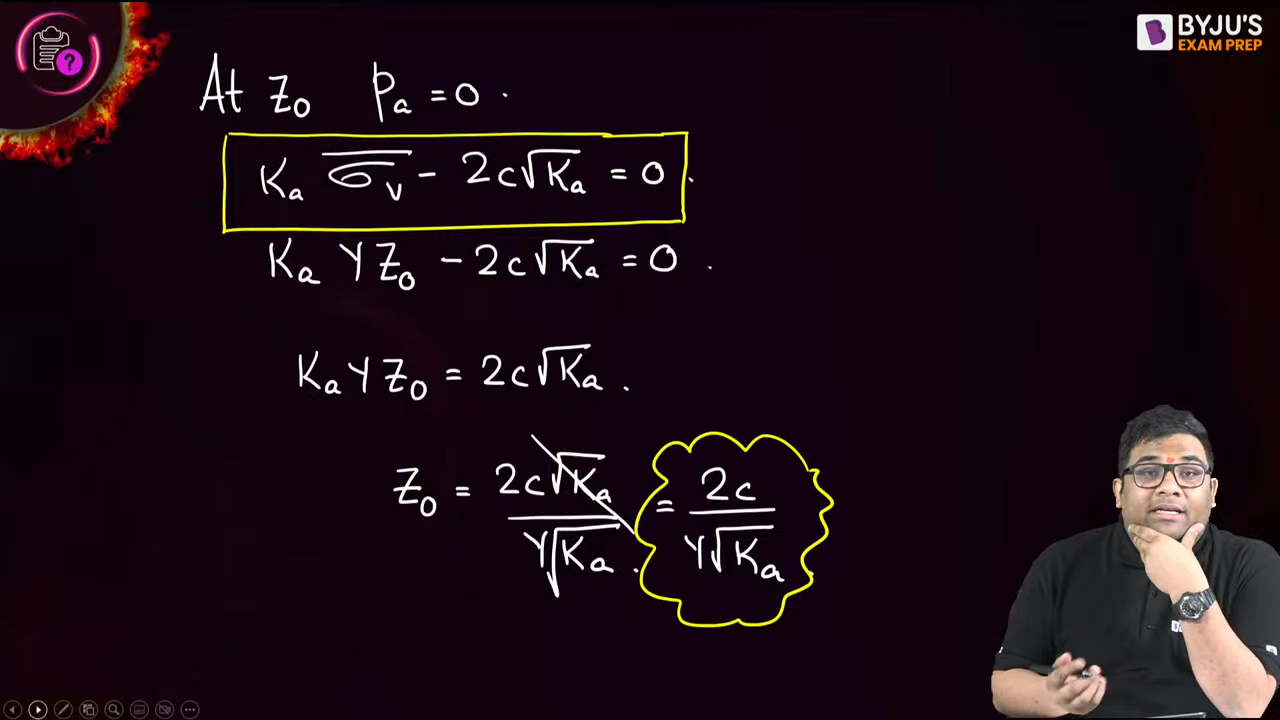 BYJU'S
EXAM PREP
At Z₀ Pₐ = 0 .
Kₐ σ̅ᵥ - 2c√Kₐ = 0 .
Kₐ γ Z₀ - 2c√Kₐ = 0 .
Kₐ γ Z₀ = 2c√Kₐ .
Z₀ = 2c√Kₐ / γ√Kₐ . = 2c / γ√Kₐ